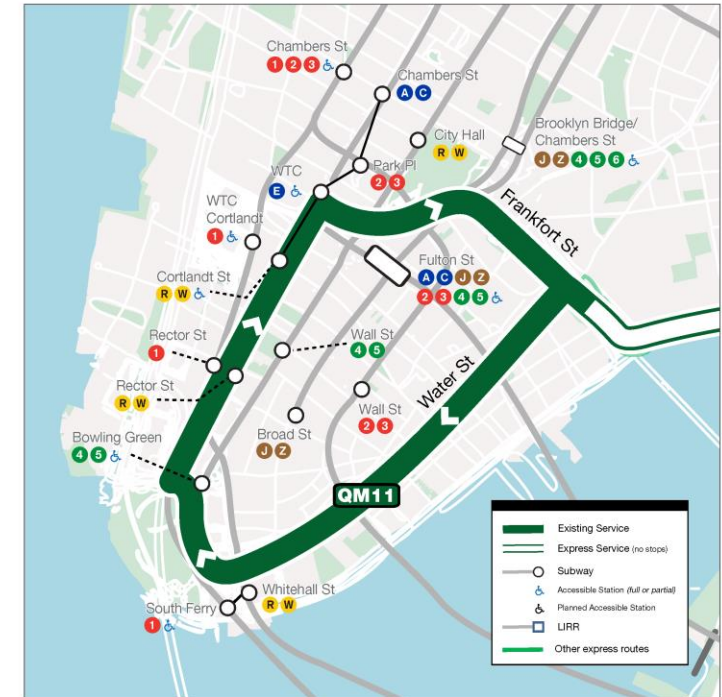 Chambers St
1 2 3
Chambers St
A C
City Hall
R W
Brooklyn Bridge/
Chambers St
J Z 4 5 6
Park Pl
2 3
WTC
E
WTC
Cortlandt
1
Frankfort St
Fulton St
A C J Z
2 3 4 5
Cortlandt St
R W
Rector St
1
Wall St
4 5
Rector St
R W
Wall St
2 3
Water St
Broad St
J Z
Bowling Green
4 5
QM11
Whitehall St
R W
South Ferry
1
Existing Service
Express Service (no stops)
Subway
Accessible Station (full or partial)
Planned Accessible Station
LIRR
Other express routes